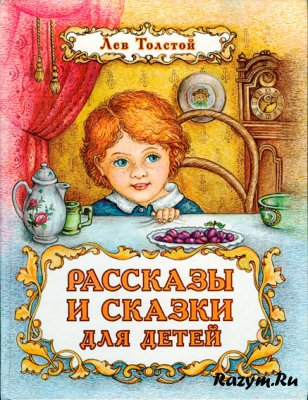 Лев Толстой
Рассказы
и сказки
для детей
Razym.Ru